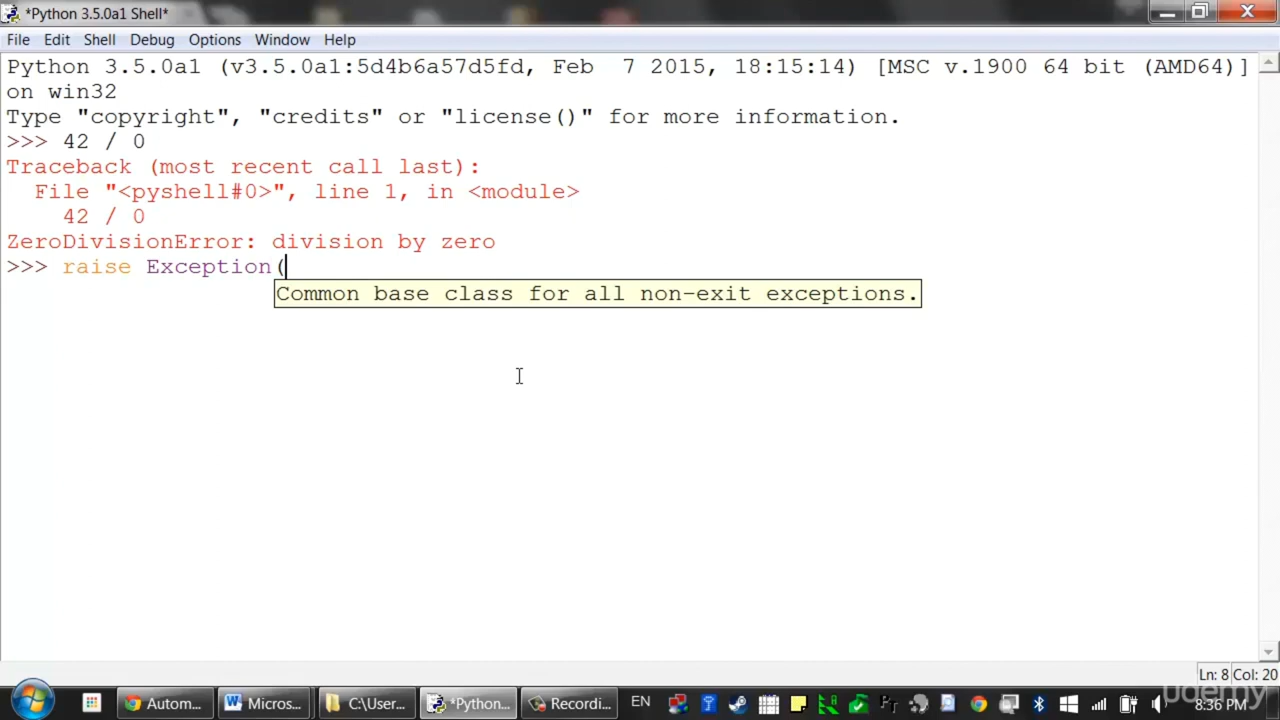 *Python 3.5.0a1 Shell*
File Edit Shell Debug Options Window Help
Python 3.5.0a1 (v3.5.0a1:5d4b6a57d5fd, Feb  7 2015, 18:15:14) [MSC v.1900 64 bit (AMD64)]
on win32
Type "copyright", "credits" or "license()" for more information.
>>> 42 / 0
Traceback (most recent call last):
  File "<pyshell#0>", line 1, in <module>
    42 / 0
ZeroDivisionError: division by zero
>>> raise Exception(
Common base class for all non-exit exceptions.
Ln: 8 Col: 20
Autom... Micros... C:\User... *Python... Recordi... EN 8:36 PM
udemy